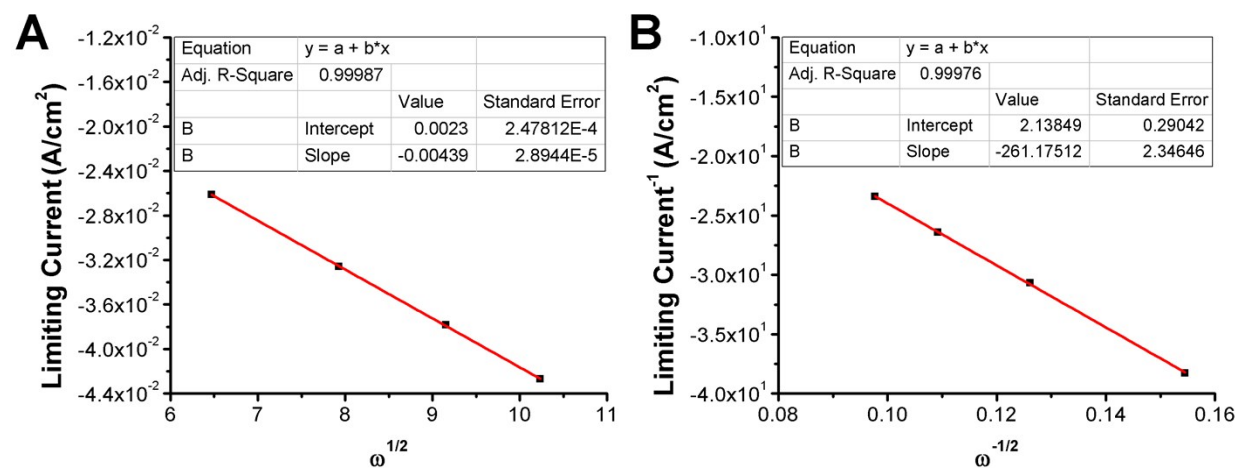 A
Limiting Current (A/cm²)
-1.2x10⁻²
-1.6x10⁻²
-2.0x10⁻²
-2.4x10⁻²
-2.8x10⁻²
-3.2x10⁻²
-3.6x10⁻²
-4.0x10⁻²
-4.4x10⁻²
Equation y = a + b*x
Adj. R-Square 0.99987
Value Standard Error
B Intercept 0.0023 2.47812E-4
B Slope -0.00439 2.8944E-5
6 7 8 9 10 11
ω¹/²
B
Limiting Current⁻¹ (A/cm²)
-1.0x10¹
-1.5x10¹
-2.0x10¹
-2.5x10¹
-3.0x10¹
-3.5x10¹
-4.0x10¹
Equation y = a + b*x
Adj. R-Square 0.99976
Value Standard Error
B Intercept 2.13849 0.29042
B Slope -261.17512 2.34646
0.08 0.10 0.12 0.14 0.16
ω⁻¹/²